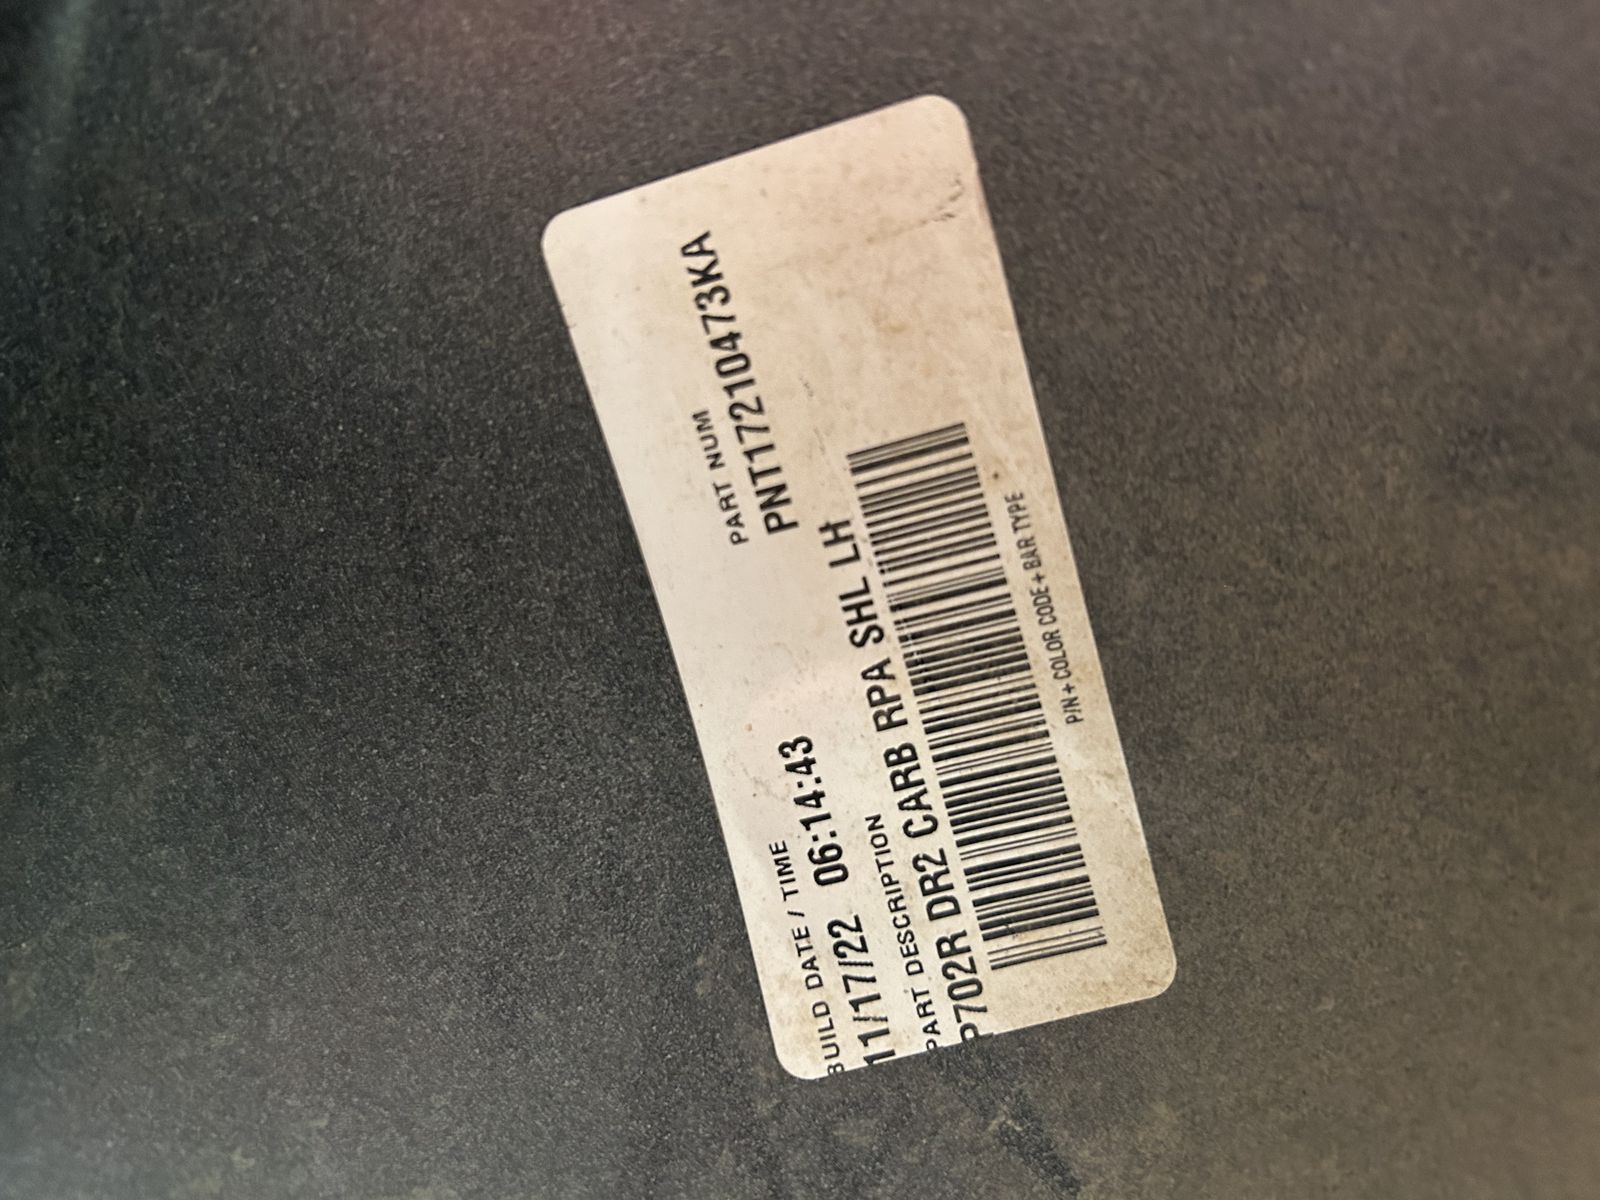 BUILD DATE / TIME
PART NUM
11/17/22 06:14:43
PNT17210473KA
PART DESCRIPTION
P702R DR2 CARB RPA SHL LH
P/N + COLOR CODE + BAR TYPE